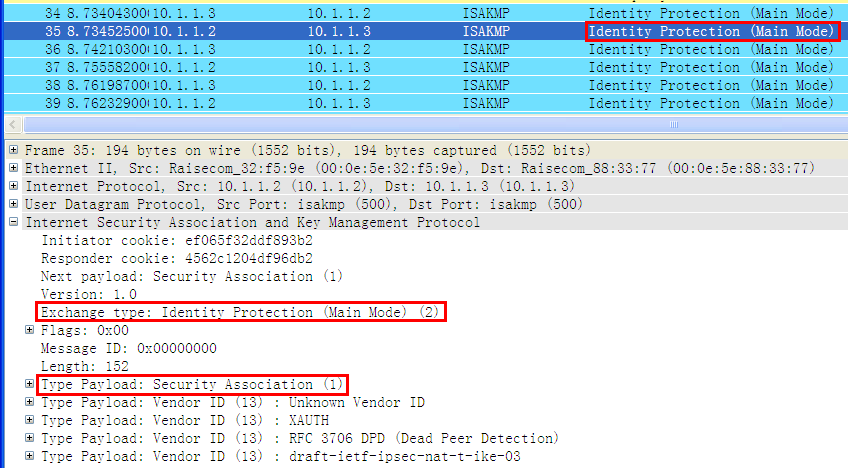 34 8.73404300( 10.1.1.3 10.1.1.2 ISAKMP Identity Protection (Main Mode)
35 8.73452500( 10.1.1.2 10.1.1.3 ISAKMP Identity Protection (Main Mode)
36 8.74210300( 10.1.1.3 10.1.1.2 ISAKMP Identity Protection (Main Mode)
37 8.75558200( 10.1.1.2 10.1.1.3 ISAKMP Identity Protection (Main Mode)
38 8.76198700( 10.1.1.3 10.1.1.2 ISAKMP Identity Protection (Main Mode)
39 8.76232900( 10.1.1.2 10.1.1.3 ISAKMP Identity Protection (Main Mode)
Frame 35: 194 bytes on wire (1552 bits), 194 bytes captured (1552 bits)
Ethernet II, Src: Raisecom_32:f5:9e (00:0e:5e:32:f5:9e), Dst: Raisecom_88:33:77 (00:0e:5e:88:33:77)
Internet Protocol, Src: 10.1.1.2 (10.1.1.2), Dst: 10.1.1.3 (10.1.1.3)
User Datagram Protocol, Src Port: isakmp (500), Dst Port: isakmp (500)
Internet Security Association and Key Management Protocol
Initiator cookie: ef065f32ddf893b2
Responder cookie: 4562c1204df96db2
Next payload: Security Association (1)
Version: 1.0
Exchange type: Identity Protection (Main Mode) (2)
Flags: 0x00
Message ID: 0x00000000
Length: 152
Type Payload: Security Association (1)
Type Payload: Vendor ID (13) : Unknown Vendor ID
Type Payload: Vendor ID (13) : XAUTH
Type Payload: Vendor ID (13) : RFC 3706 DPD (Dead Peer Detection)
Type Payload: Vendor ID (13) : draft-ietf-ipsec-nat-t-ike-03